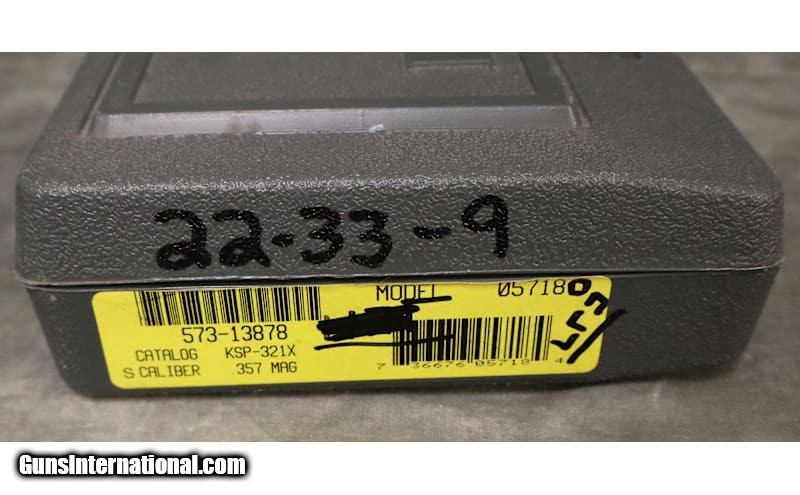 22-33-9
573-13878
MODEL 05718
CATALOG KSP-321X
S CALIBER .357 MAG
7 36676 05718 4
GunsInternational.com